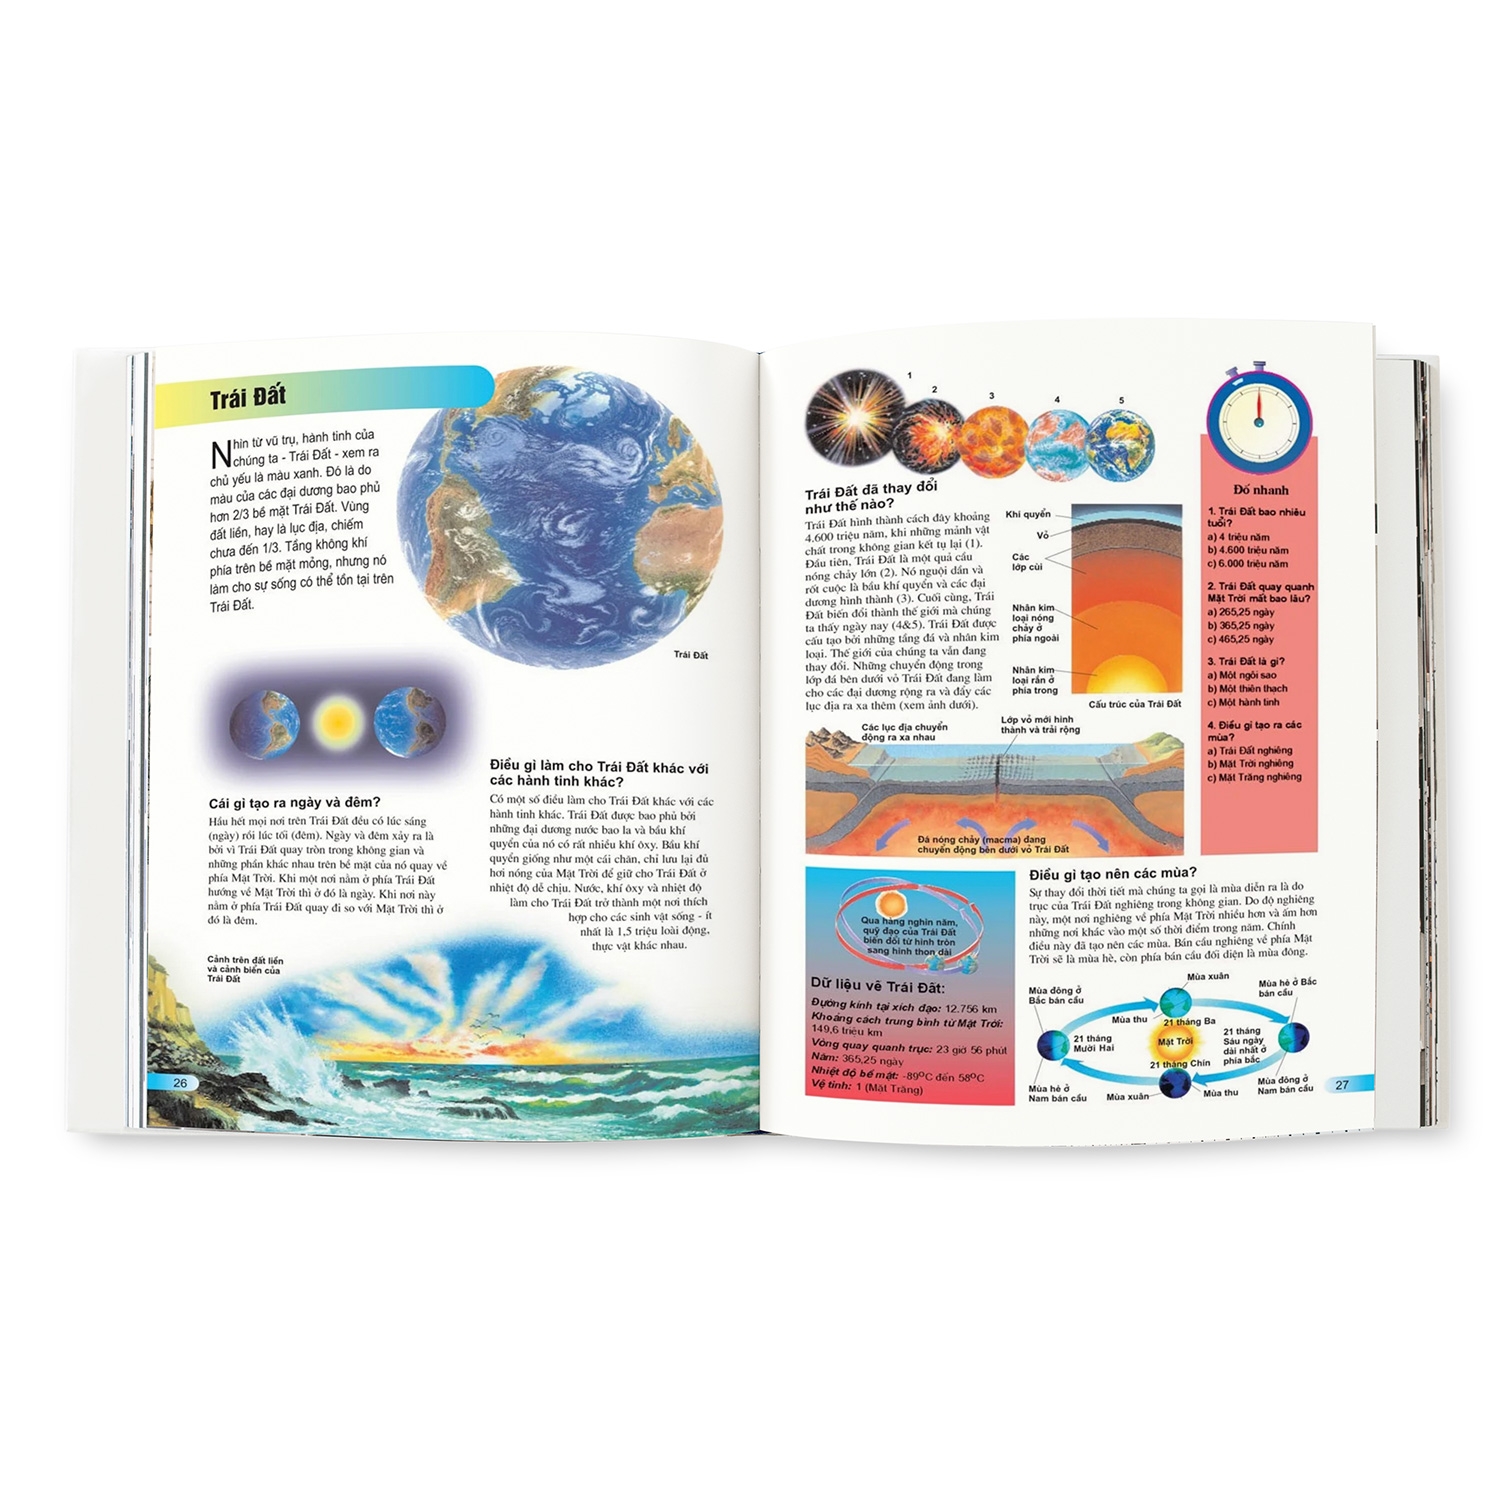 Trái Đất
Nhìn từ vũ trụ, hành tinh của
chúng ta - Trái Đất - xem ra
chủ yếu là màu xanh. Đó là do
màu của các đại dương bao phủ
hơn 2/3 bề mặt Trái Đất. Vùng
đất liền, hay là lục địa, chiếm
chưa đến 1/3. Tầng không khí
phía trên bề mặt mỏng, nhưng nó
làm cho sự sống có thể tồn tại trên
Trái Đất.
Trái Đất
Cái gì tạo ra ngày và đêm?
Hầu hết mọi nơi trên Trái Đất đều có lúc sáng
(ngày) rồi lúc tối (đêm). Ngày và đêm xảy ra là
bởi vì Trái Đất quay tròn trong không gian và
những phần khác nhau trên bề mặt của nó quay về
phía Mặt Trời. Khi một nơi nằm ở phía Trái Đất
hướng về Mặt Trời thì ở đó là ngày. Khi nơi này
nằm ở phía Trái Đất quay đi so với Mặt Trời thì ở
đó là đêm.
Điều gì làm cho Trái Đất khác với
các hành tinh khác?
Có một số điều làm cho Trái Đất khác với các
hành tinh khác. Trái Đất được bao phủ bởi
những đại dương nước bao la và bầu khí
quyển của nó có rất nhiều khí ôxy. Bầu khí
quyển giống như một cái chăn, chỉ lưu lại đủ
hơi nóng của Mặt Trời để giữ cho Trái Đất ở
nhiệt độ dễ chịu. Nước, khí ôxy và nhiệt độ
làm cho Trái Đất trở thành một nơi thích
hợp cho các sinh vật sống - ít
nhất là 1,5 triệu loài động,
thực vật khác nhau.
Cảnh trên đất liền
và cảnh biển của
Trái Đất
26
1
2
3
4
5
Trái Đất đã thay đổi
như thế nào?
Trái Đất hình thành cách đây khoảng
4.600 triệu năm, khi những mảnh vật
chất trong không gian kết tụ lại (1).
Đầu tiên, Trái Đất là một quả cầu
nóng chảy lớn (2). Nó nguội dần và
rốt cuộc là bầu khí quyển và các đại
dương hình thành (3). Cuối cùng, Trái
Đất biến đổi thành thế giới mà chúng
ta thấy ngày nay (4&5). Trái Đất được
cấu tạo bởi những tầng đá và nhân kim
loại. Thế giới của chúng ta vẫn đang
thay đổi. Những chuyển động trong
lớp đá bên dưới vỏ Trái Đất đang làm
cho các đại dương rộng ra và đẩy các
lục địa ra xa thêm (xem ảnh dưới).
Khí quyển
Vỏ
Các
lớp cùi
Nhân kim
loại nóng
chảy ở
phía ngoài
Nhân kim
loại rắn ở
phía trong
Cấu trúc của Trái Đất
Các lục địa chuyển
động ra xa nhau
Lớp vỏ mới hình
thành và trải rộng
Đá nóng chảy (macma) đang
chuyển động bên dưới vỏ Trái Đất
Đố nhanh
1. Trái Đất bao nhiêu
tuổi?
a) 4 triệu năm
b) 4.600 triệu năm
c) 6.000 triệu năm
2. Trái Đất quay quanh
Mặt Trời mất bao lâu?
a) 265,25 ngày
b) 365,25 ngày
c) 465,25 ngày
3. Trái Đất là gì?
a) Một ngôi sao
b) Một thiên thạch
c) Một hành tinh
4. Điều gì tạo ra các
mùa?
a) Trái Đất nghiêng
b) Mặt Trời nghiêng
c) Mặt Trăng nghiêng
Qua hàng nghìn năm,
quỹ đạo của Trái Đất
biến đổi từ hình tròn
sang hình thon dài
Dữ liệu về Trái Đất:
Đường kính tại xích đạo: 12.756 km
Khoảng cách trung bình từ Mặt Trời:
149,6 triệu km
Vòng quay quanh trục: 23 giờ 56 phút
Năm: 365,25 ngày
Nhiệt độ bề mặt: -89ºC đến 58ºC
Vệ tinh: 1 (Mặt Trăng)
Điều gì tạo nên các mùa?
Sự thay đổi thời tiết mà chúng ta gọi là mùa diễn ra là do
trục của Trái Đất nghiêng trong không gian. Do độ nghiêng
này, một nơi nghiêng về phía Mặt Trời nhiều hơn và ấm hơn
những nơi khác vào một số thời điểm trong năm. Chính
điều này đã tạo nên các mùa. Bán cầu nghiêng về phía Mặt
Trời sẽ là mùa hè, còn phía bán cầu đối diện là mùa đông.
Mùa đông ở
Bắc bán cầu
Mùa xuân
Mùa hè ở Bắc
bán cầu
Mùa thu
21 tháng Ba
21 tháng
Mười Hai
Mặt Trời
21 tháng
Sáu ngày
dài nhất ở
phía bắc
21 tháng Chín
Mùa hè ở
Nam bán cầu
Mùa xuân
Mùa thu
Mùa đông ở
Nam bán cầu
27